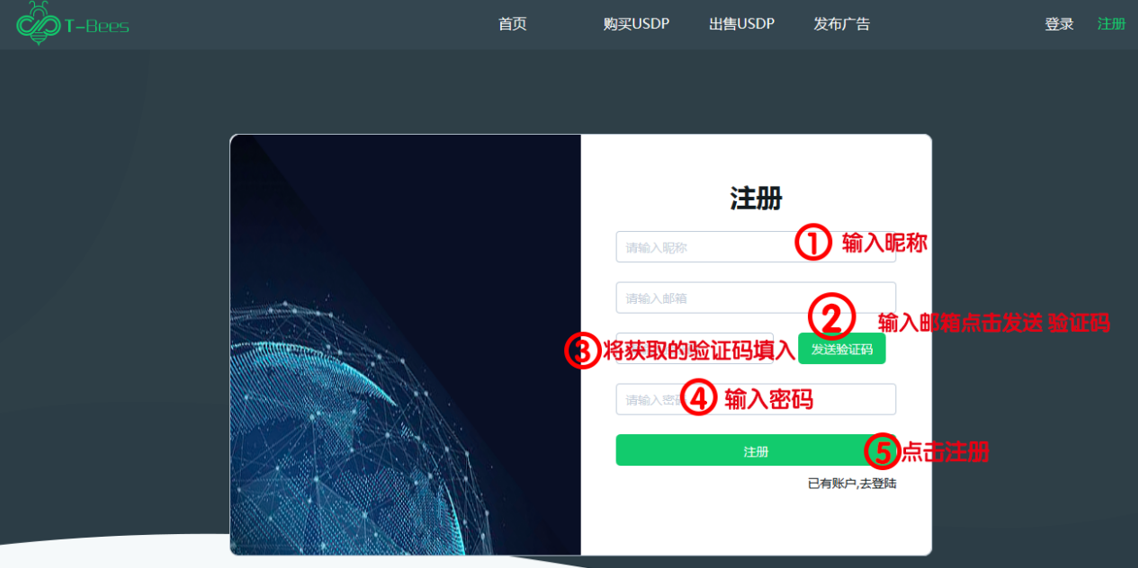 T-Bees
首页 购买USDP 出售USDP 发布广告 登录 注册
注册
请输入昵称
① 输入昵称
请输入邮箱
② 输入邮箱点击发送 验证码
③ 将获取的验证码填入
发送验证码
请输入密
④ 输入密码
注册
⑤ 点击注册
已有账户,去登陆